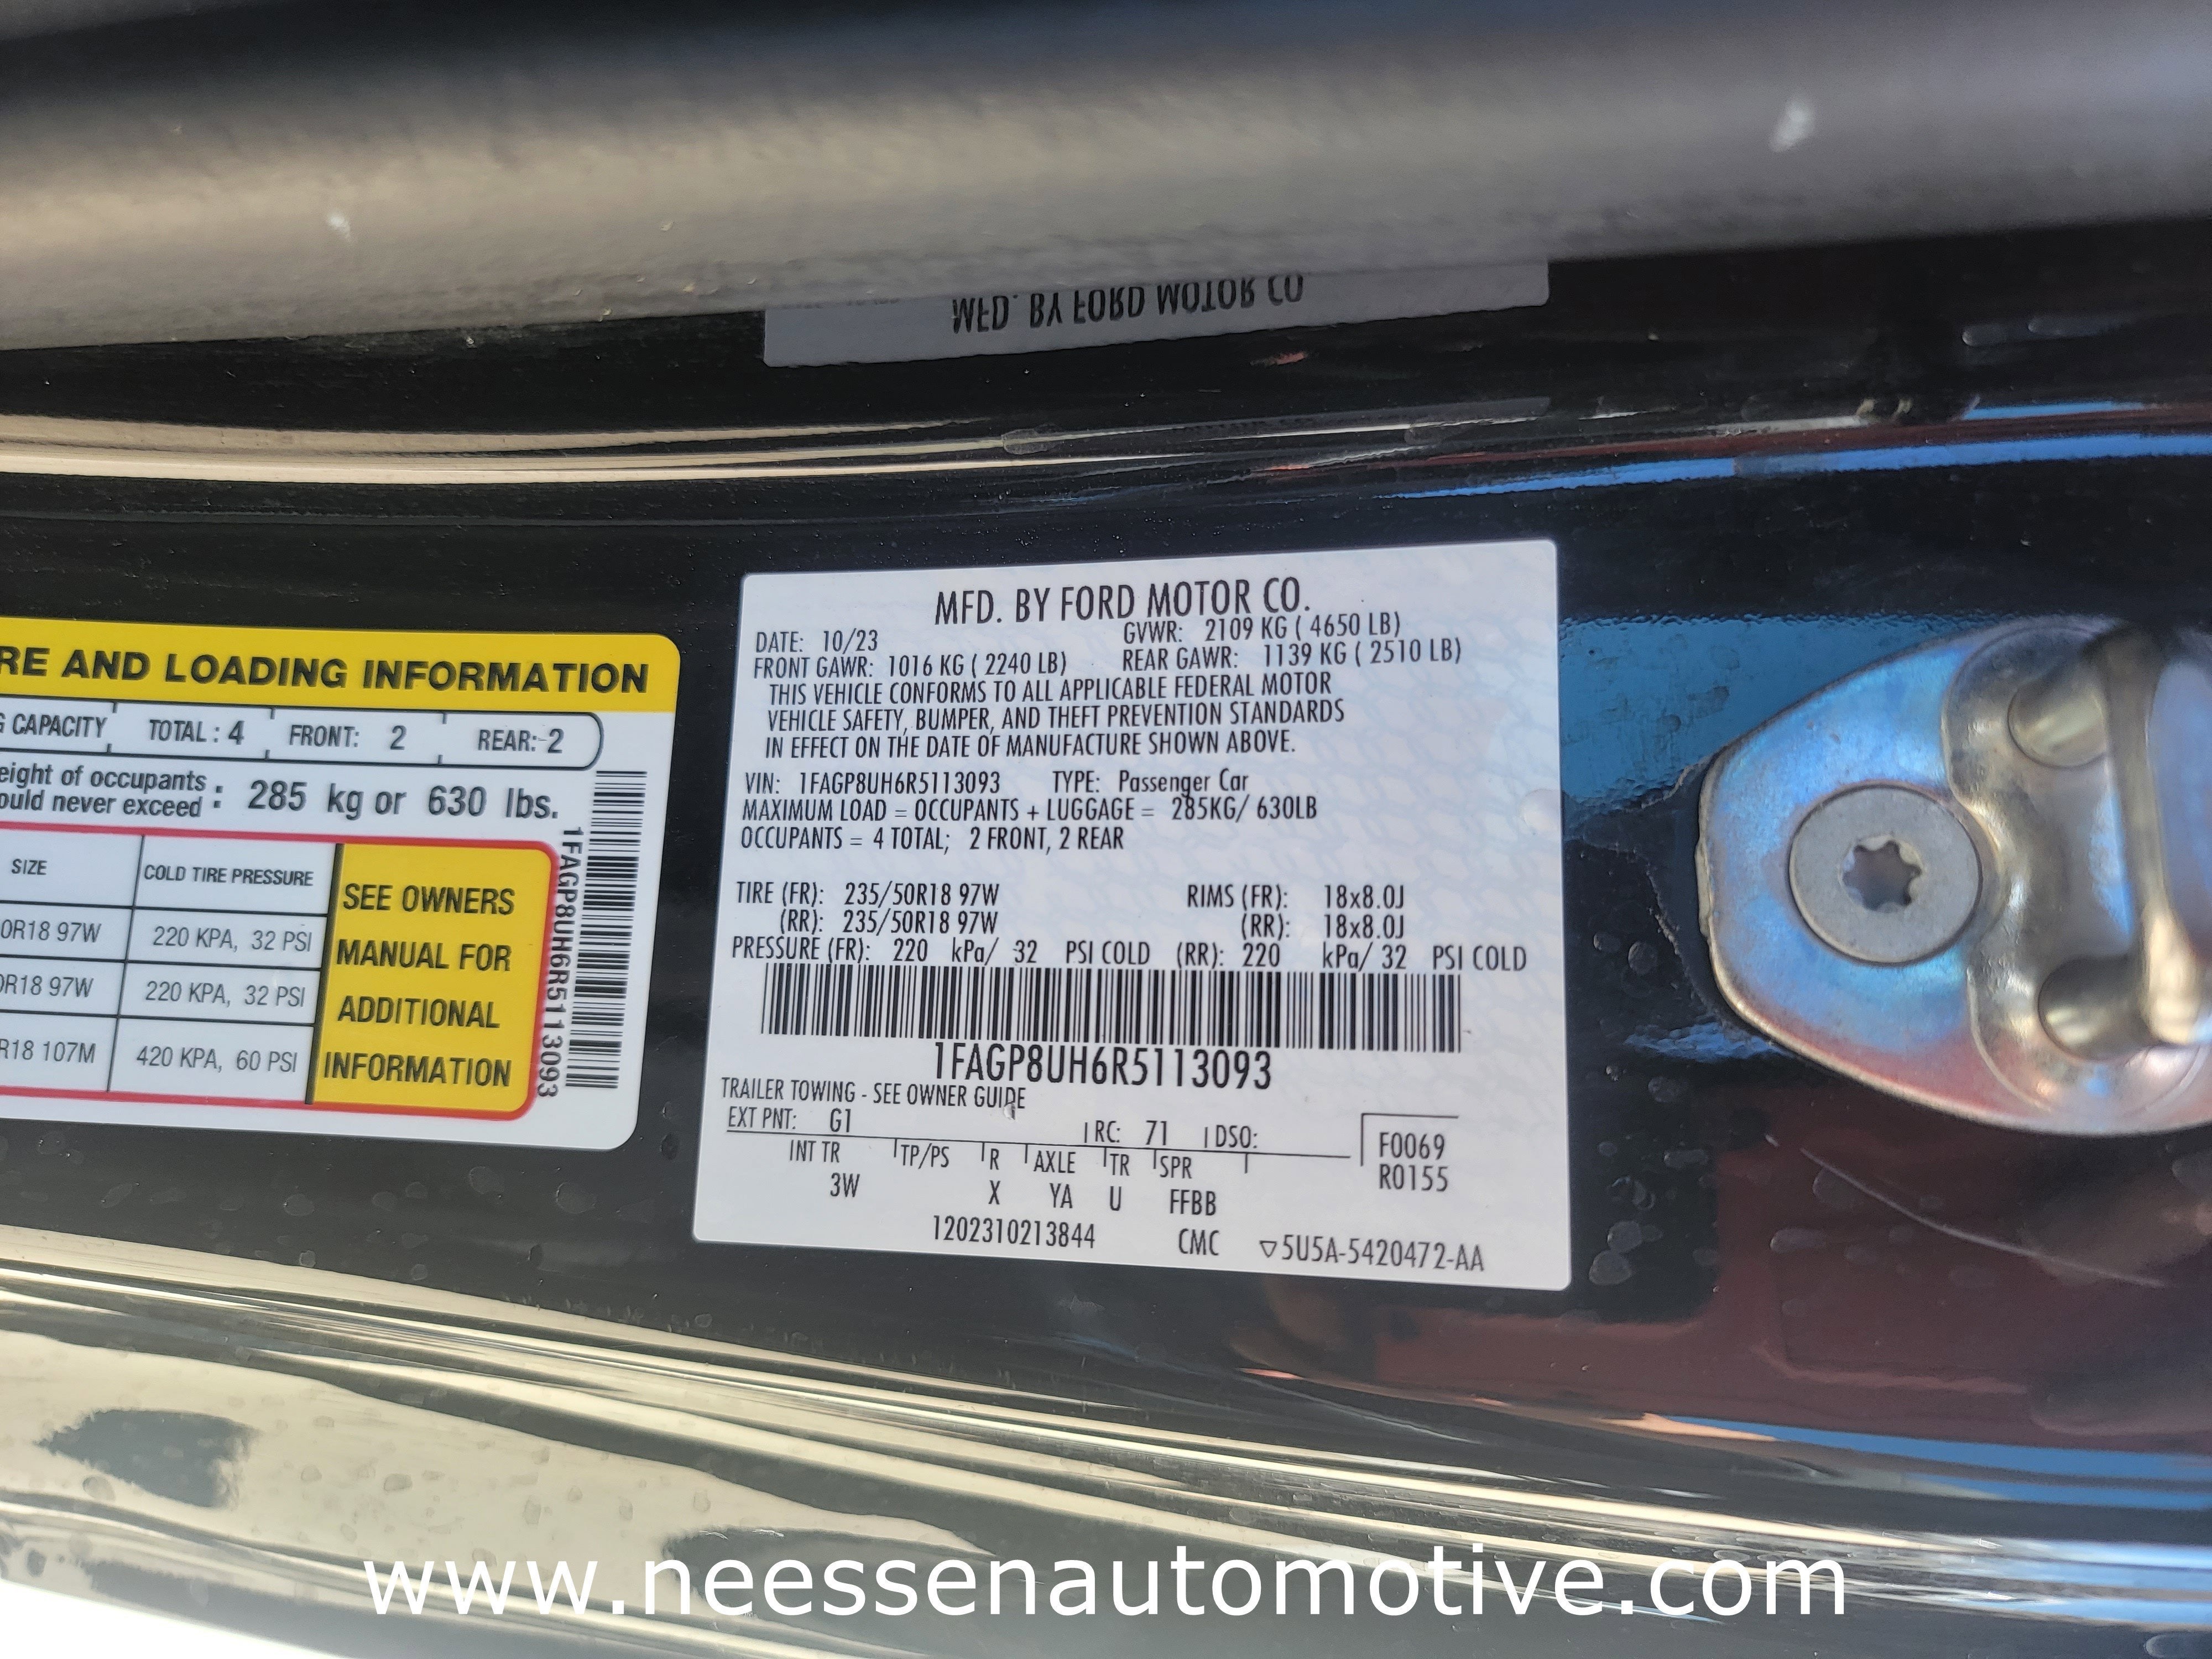 MFD. BY FORD MOTOR CO
RE AND LOADING INFORMATION
G CAPACITY TOTAL : 4 FRONT: 2 REAR: 2
eight of occupants
ould never exceed : 285 kg or 630 lbs.
SIZE COLD TIRE PRESSURE
0R18 97W 220 KPA, 32 PSI
0R18 97W 220 KPA, 32 PSI
R18 107M 420 KPA, 60 PSI
SEE OWNERS
MANUAL FOR
ADDITIONAL
INFORMATION
1FAGP8UH6R5113093
MFD. BY FORD MOTOR CO.
DATE: 10/23 GVWR: 2109 KG ( 4650 LB)
FRONT GAWR: 1016 KG ( 2240 LB) REAR GAWR: 1139 KG ( 2510 LB)
THIS VEHICLE CONFORMS TO ALL APPLICABLE FEDERAL MOTOR
VEHICLE SAFETY, BUMPER, AND THEFT PREVENTION STANDARDS
IN EFFECT ON THE DATE OF MANUFACTURE SHOWN ABOVE.
VIN: 1FAGP8UH6R5113093 TYPE: Passenger Car
MAXIMUM LOAD = OCCUPANTS + LUGGAGE = 285KG/ 630LB
OCCUPANTS = 4 TOTAL; 2 FRONT, 2 REAR
TIRE (FR): 235/50R18 97W RIMS (FR): 18x8.0J
(RR): 235/50R18 97W (RR): 18x8.0J
PRESSURE (FR): 220 kPa/ 32 PSI COLD (RR): 220 kPa/ 32 PSI COLD
1FAGP8UH6R5113093
TRAILER TOWING - SEE OWNER GUIDE
EXT PNT: G1 RC: 71 DSO: F0069
INT TR TP/PS R AXLE TR SPR R0155
3W X YA U FFBB
1202310213844 CMC ▽5U5A-5420472-AA
www.neessenautomotive.com